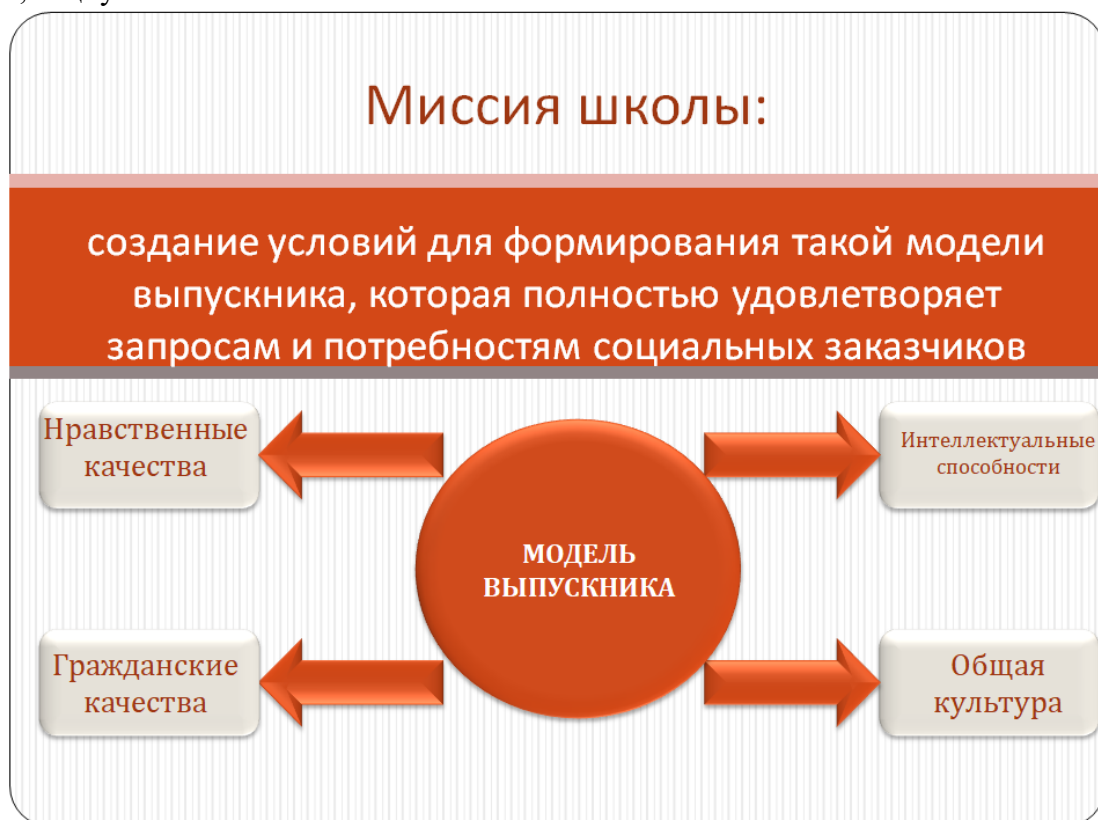 Миссия школы:
создание условий для формирования такой модели
выпускника, которая полностью удовлетворяет
запросам и потребностям социальных заказчиков
Нравственные
качества
Интеллектуальные
способности
МОДЕЛЬ
ВЫПУСКНИКА
Гражданские
качества
Общая
культура